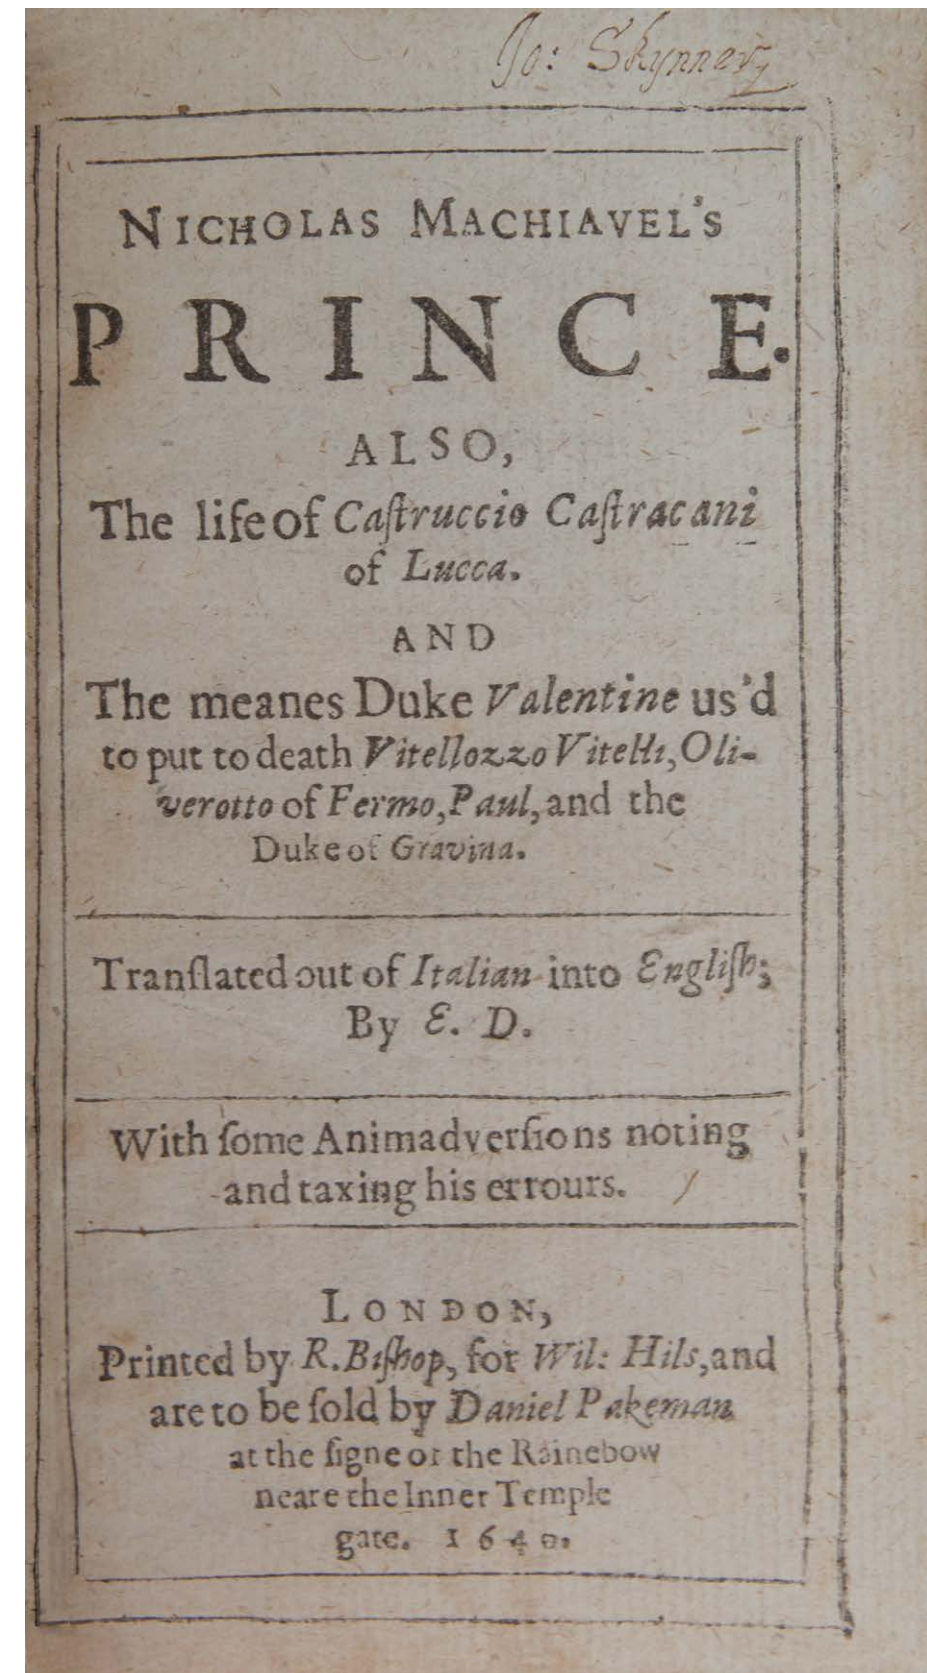 Jo: Skynner
NICHOLAS MACHIAVEL'S
PRINCE.
ALSO,
The life of Caſtruccio Caſtracani
of Lucca.
AND
The meanes Duke Valentine us'd
to put to death Vitellozzo Vitelli, Oli-
verotto of Fermo, Paul, and the
Duke of Gravina.
Tranſlated out of Italian into Engliſh;
By E. D.
With ſome Animadverſions noting
and taxing his errours.
LONDON,
Printed by R. Biſhop, for Wil: Hils, and
are to be ſold by Daniel Pakeman
at the ſigne of the Rainebow
neare the Inner Temple
gate. 1640.